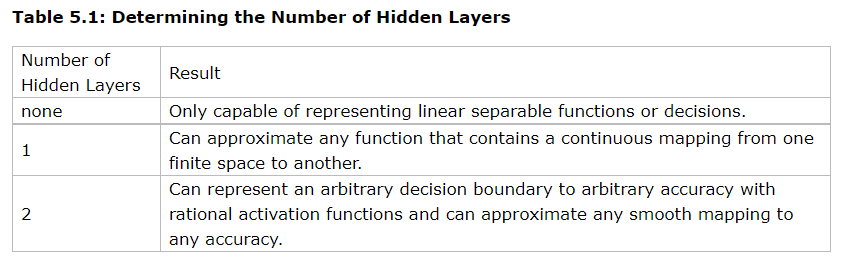 Table 5.1: Determining the Number of Hidden Layers
Number of
Hidden Layers
Result
none
Only capable of representing linear separable functions or decisions.
1
Can approximate any function that contains a continuous mapping from one
finite space to another.
2
Can represent an arbitrary decision boundary to arbitrary accuracy with
rational activation functions and can approximate any smooth mapping to
any accuracy.